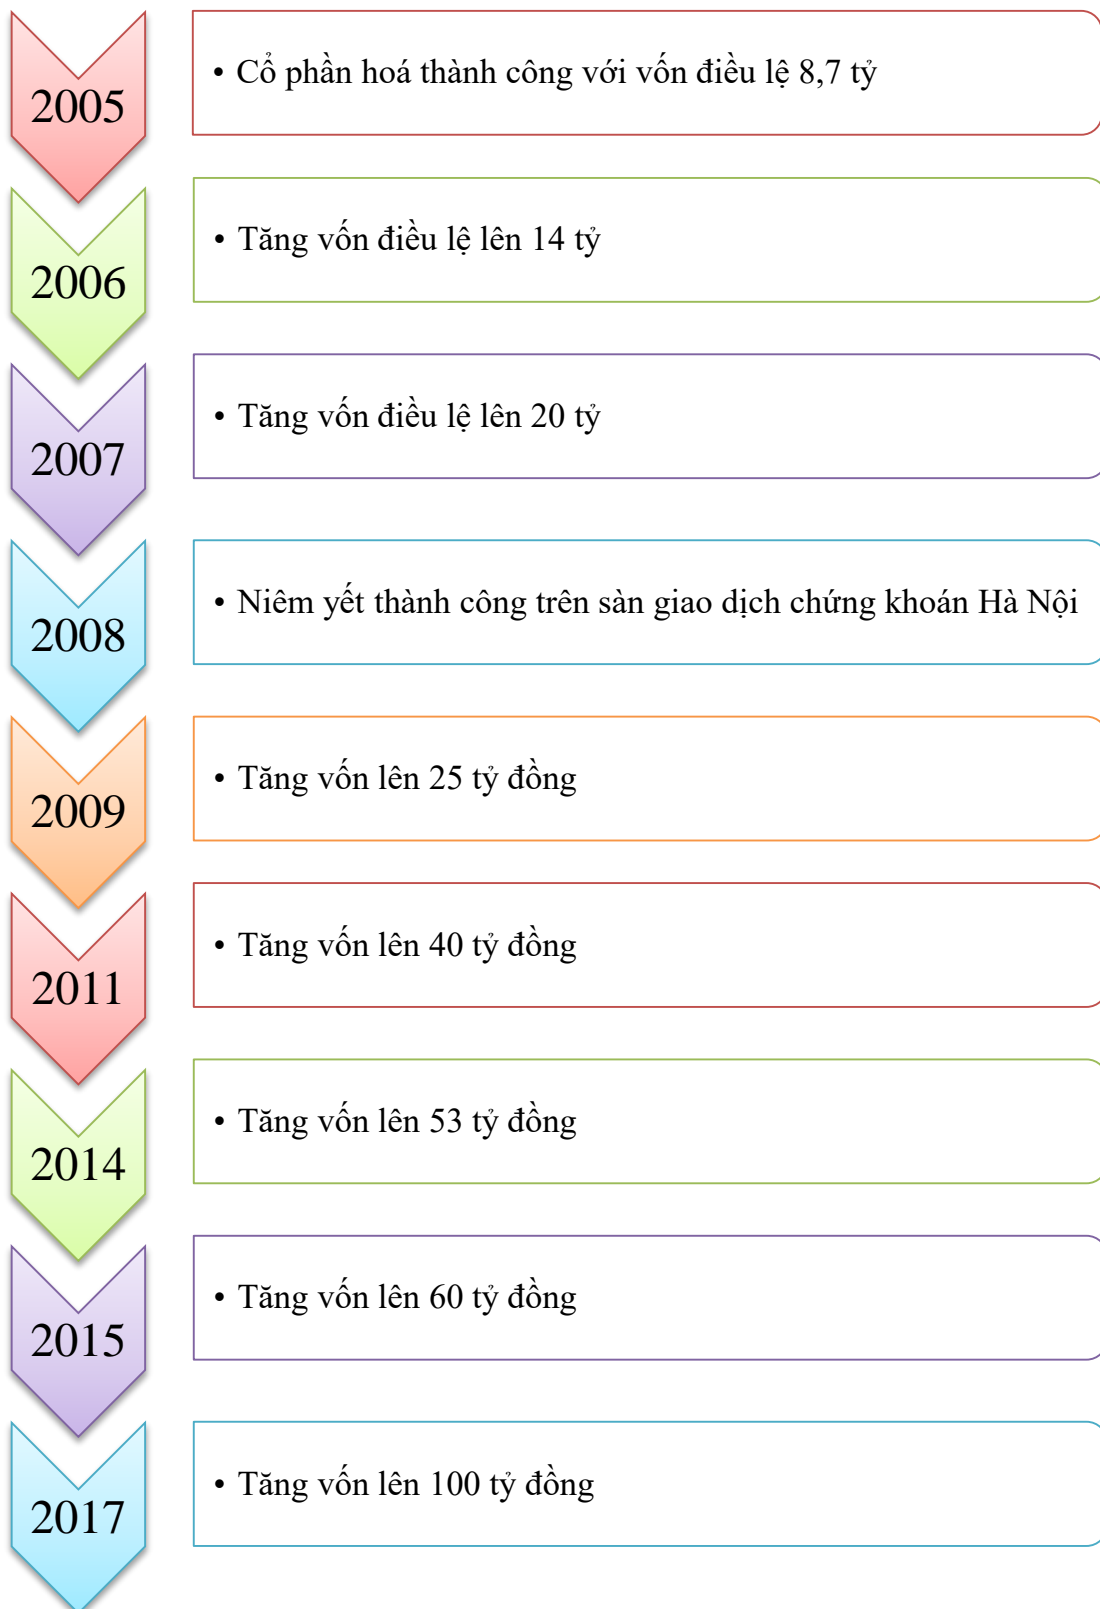 2005
• Cổ phần hoá thành công với vốn điều lệ 8,7 tỷ
2006
• Tăng vốn điều lệ lên 14 tỷ
2007
• Tăng vốn điều lệ lên 20 tỷ
2008
• Niêm yết thành công trên sàn giao dịch chứng khoán Hà Nội
2009
• Tăng vốn lên 25 tỷ đồng
2011
• Tăng vốn lên 40 tỷ đồng
2014
• Tăng vốn lên 53 tỷ đồng
2015
• Tăng vốn lên 60 tỷ đồng
2017
• Tăng vốn lên 100 tỷ đồng